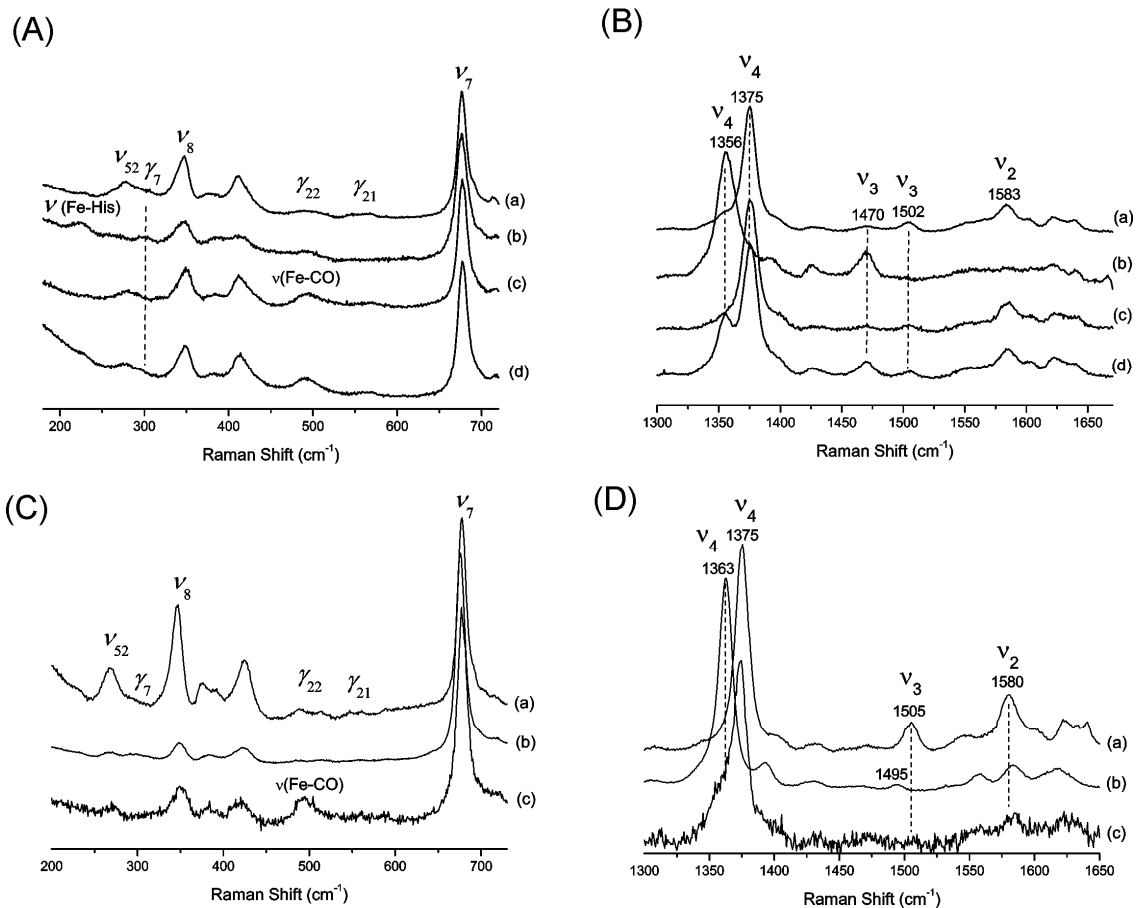 (A)
ν7
ν8
ν52 γ7
γ22 γ21
(a)
ν (Fe-His)
(b)
ν(Fe-CO)
(c)
(d)
200 300 400 500 600 700
Raman Shift (cm-1)
(B)
ν4
1375
ν4
1356
ν3 ν3 ν2
1470 1502 1583
(a)
(b)
(c)
(d)
1300 1350 1400 1450 1500 1550 1600 1650
Raman Shift (cm-1)
(C)
ν7
ν8
ν52
γ7
γ22 γ21
(a)
(b)
ν(Fe-CO)
(c)
200 300 400 500 600 700
Raman Shift (cm-1)
(D)
ν4
ν4 1375
1363
ν3 ν2
1505 1580
(a)
1495 (b)
(c)
1300 1350 1400 1450 1500 1550 1600 1650
Raman Shift (cm-1)